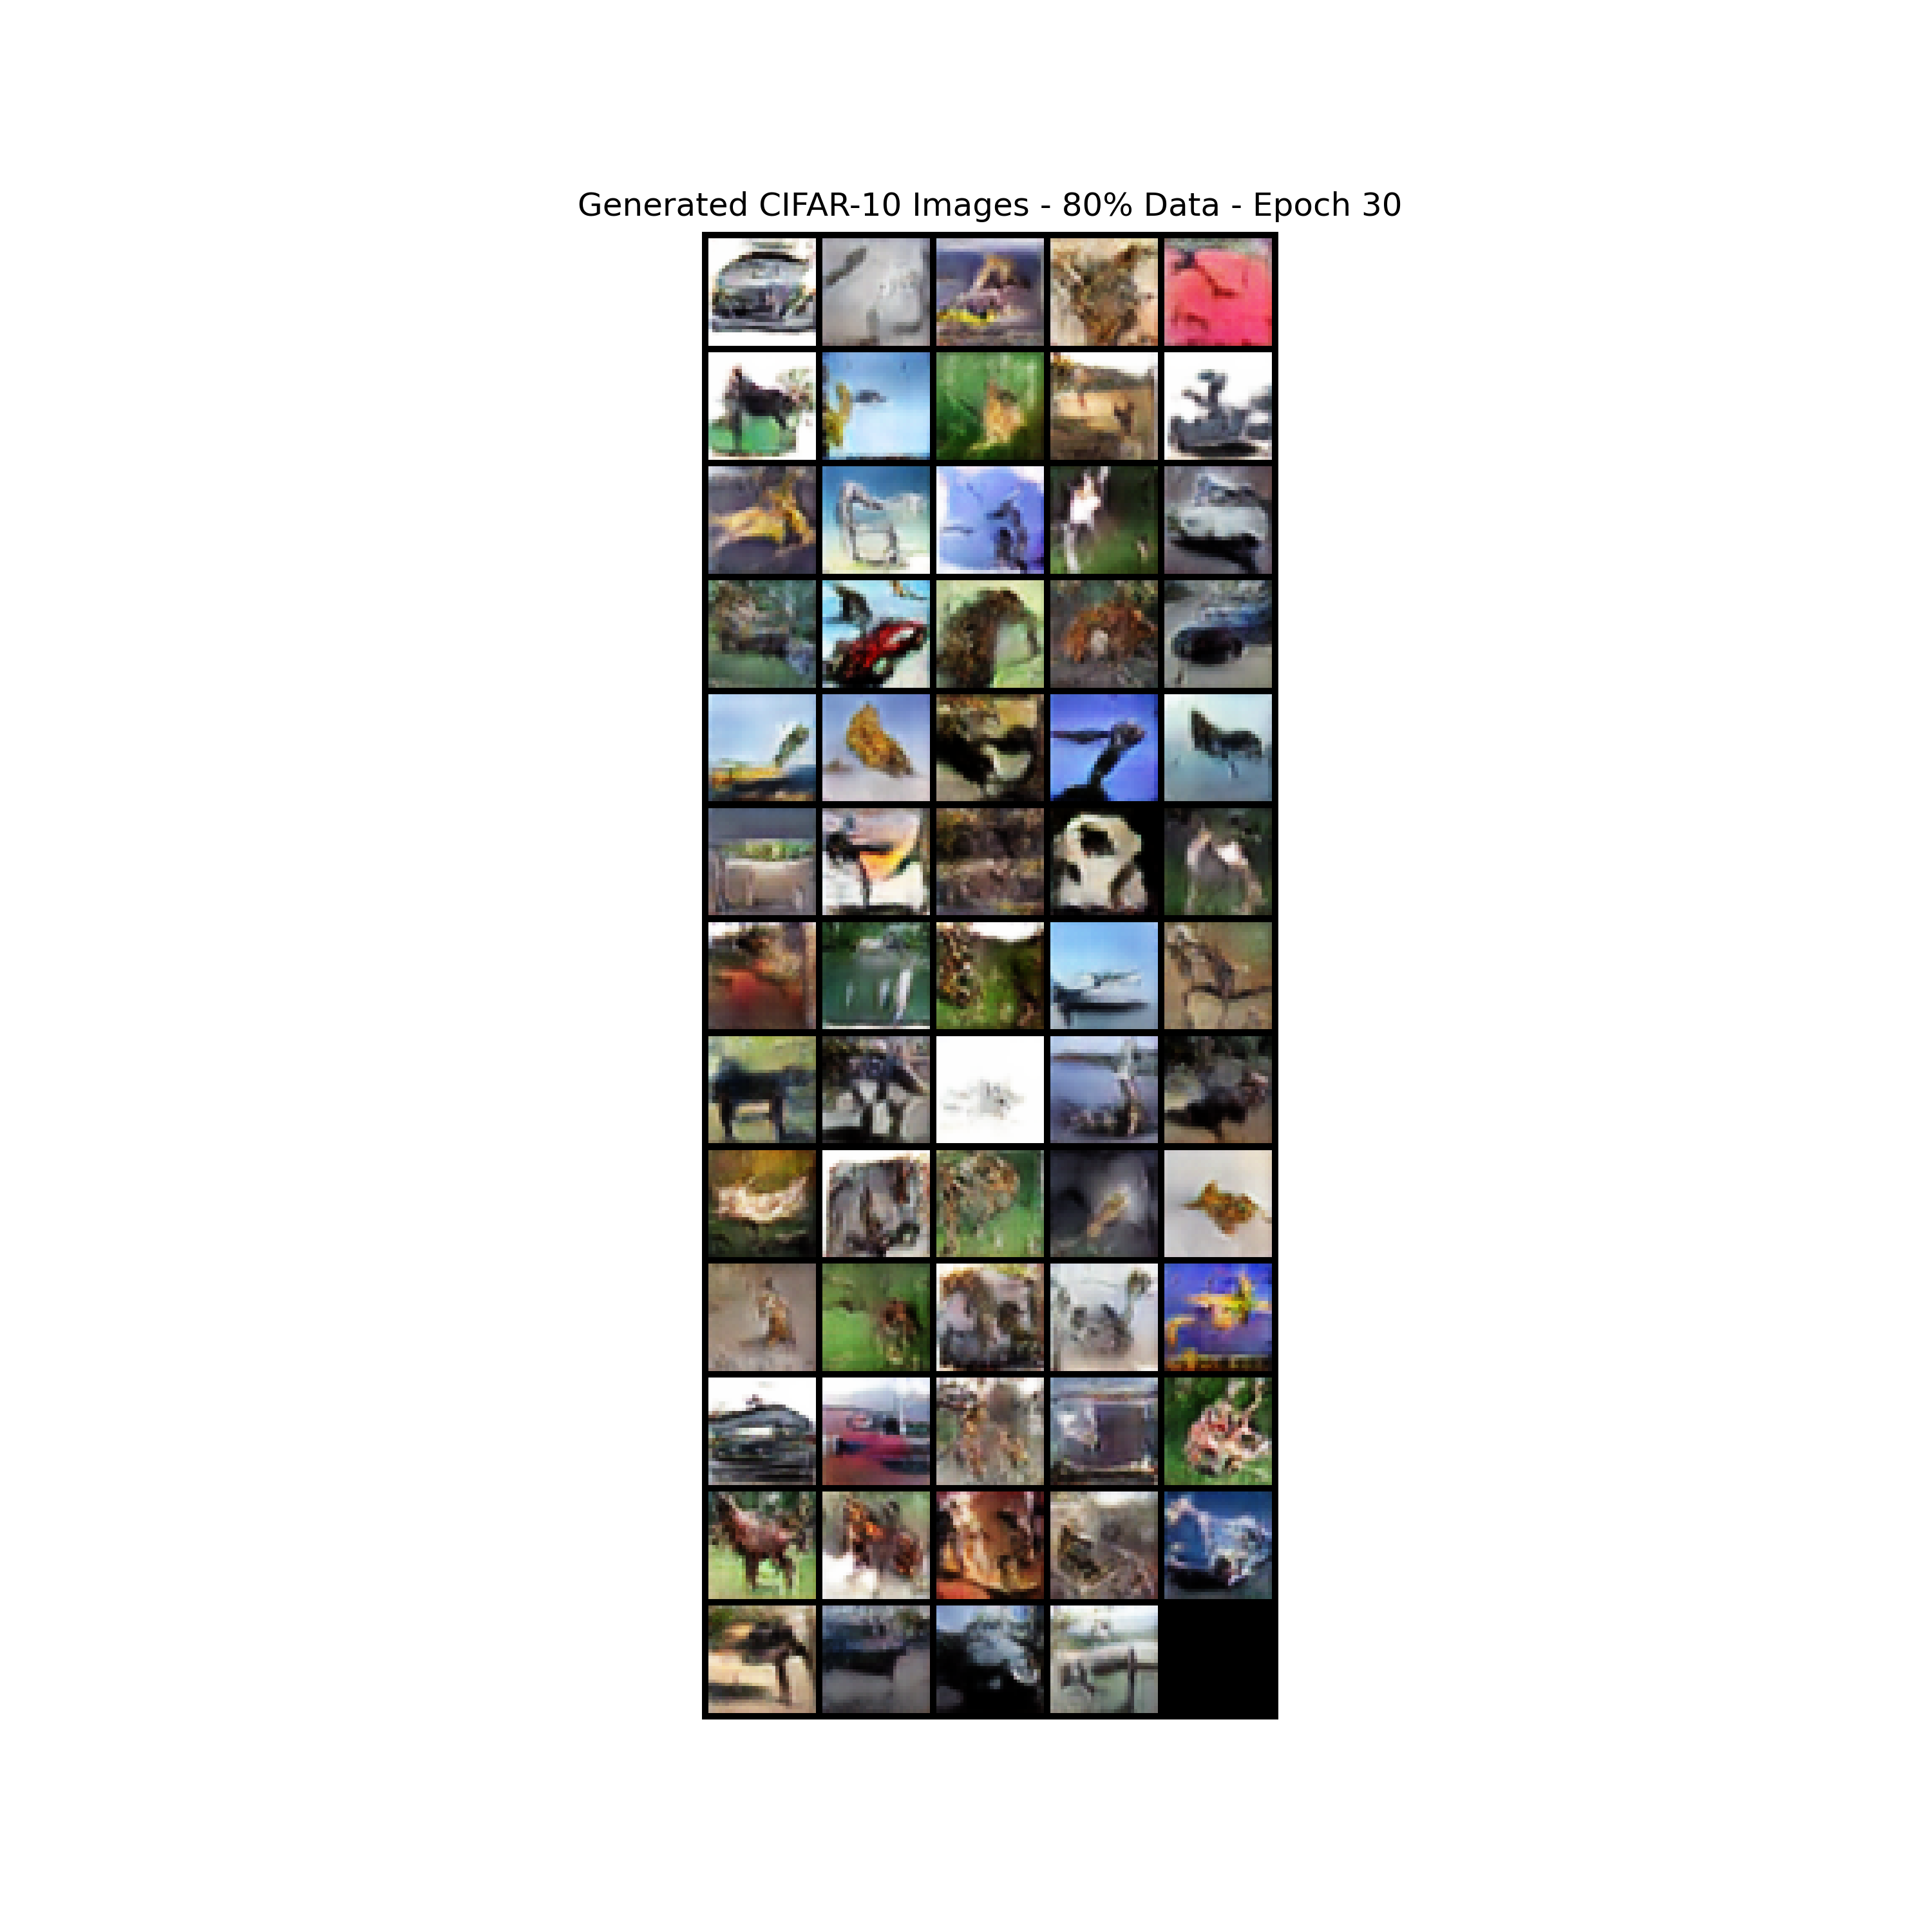 Generated CIFAR-10 Images - 80% Data - Epoch 30